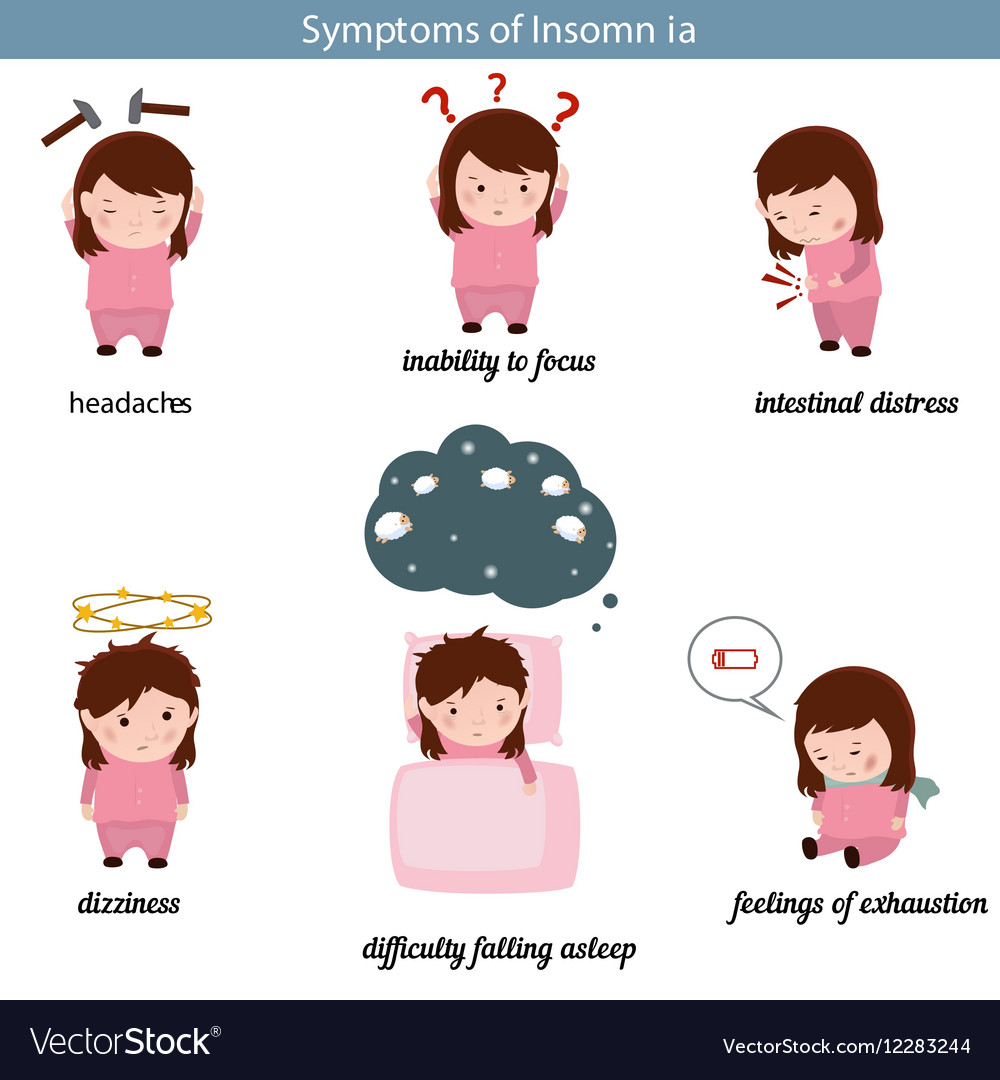 Symptoms of Insomn ia
inability to focus
headaches
intestinal distress
dizziness
feelings of exhaustion
difficulty falling asleep
VectorStock®
VectorStock.com/12283244